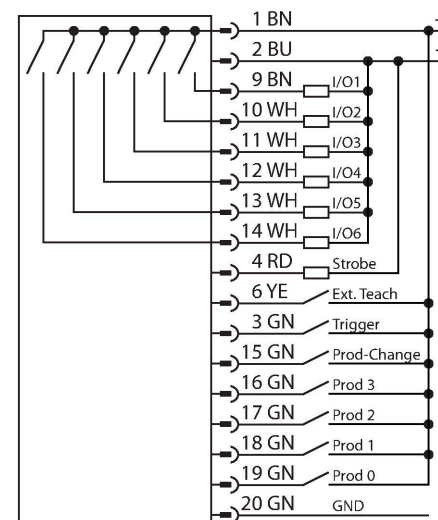 1 BN
2 BU
9 BN I/O1
10 WH I/O2
11 WH I/O3
12 WH I/O4
13 WH I/O5
14 WH I/O6
4 RD Strobe
6 YE Ext. Teach
3 GN Trigger
15 GN Prod-Change
16 GN Prod 3
17 GN Prod 2
18 GN Prod 1
19 GN Prod 0
20 GN GND